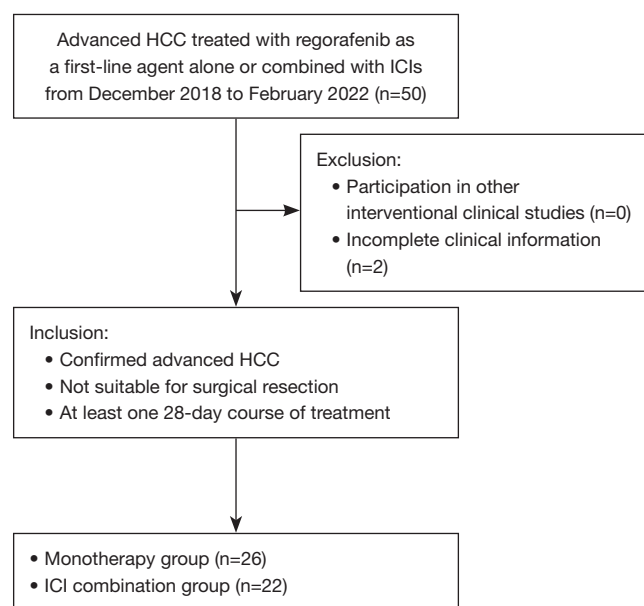 Advanced HCC treated with regorafenib as
a first-line agent alone or combined with ICIs
from December 2018 to February 2022 (n=50)
Exclusion:
• Participation in other
interventional clinical studies (n=0)
• Incomplete clinical information
(n=2)
Inclusion:
• Confirmed advanced HCC
• Not suitable for surgical resection
• At least one 28-day course of treatment
• Monotherapy group (n=26)
• ICI combination group (n=22)